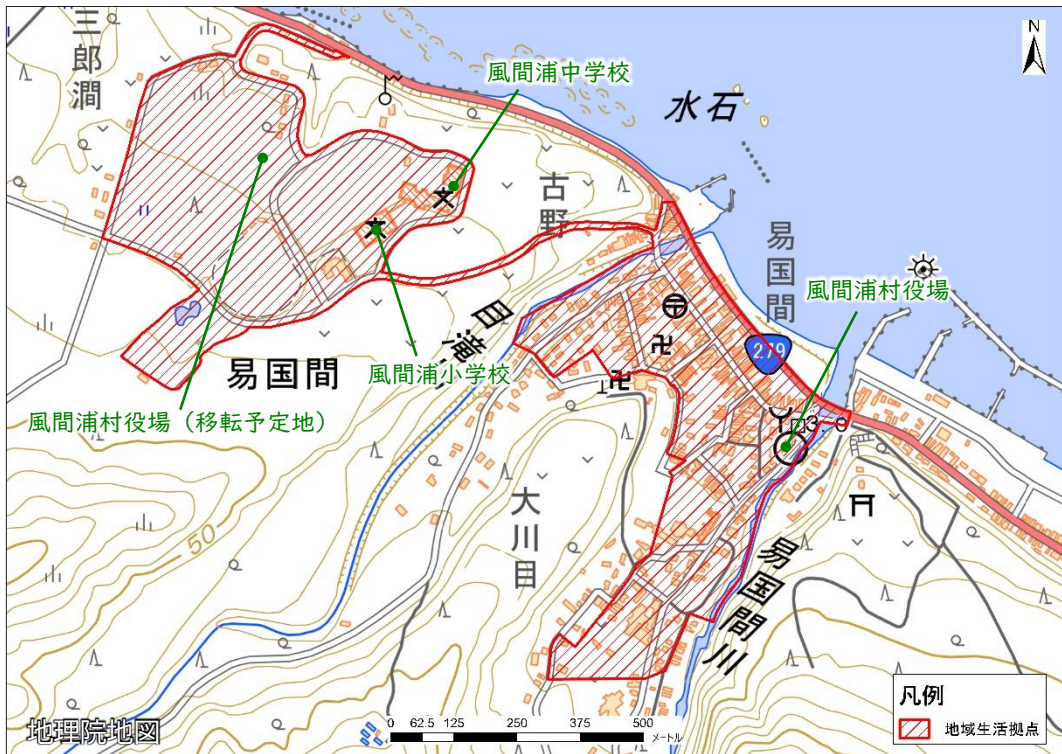 三郎澗
風間浦中学校
N
水石
古野
易国間
風間浦村役場
279
目滝
風間浦小学校
易国間
風間浦村役場（移転予定地）
大川目
50
易国間川
凡例
地域生活拠点
地理院地図
0 62.5 125 250 375 500
メートル